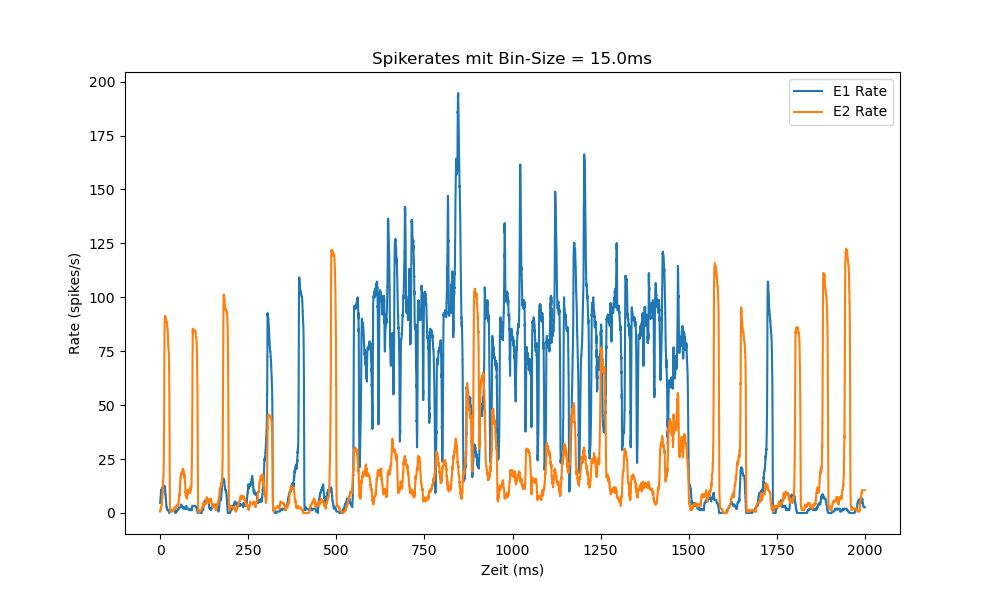 Spikerates mit Bin-Size = 15.0ms
E1 Rate
E2 Rate
200
175
150
125
100
75
50
25
0
Rate (spikes/s)
0 250 500 750 1000 1250 1500 1750 2000
Zeit (ms)